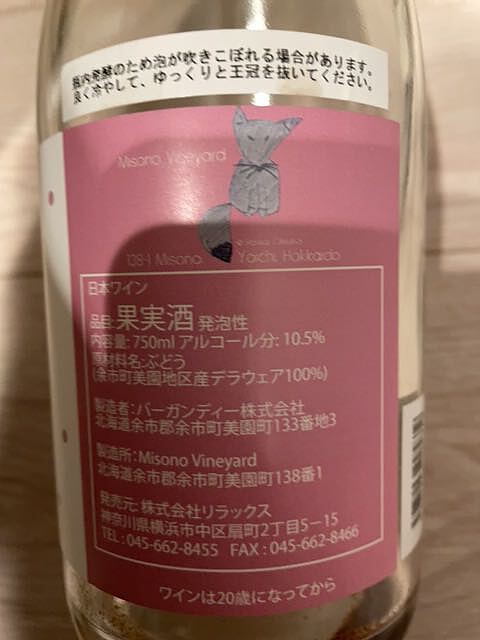 瓶内発酵のため泡が吹きこぼれる場合があります。
良く冷やして、ゆっくりと王冠を抜いてください。
Misono Vineyard
138-1 Misono, Yoichi, Hokkaido
日本ワイン
品目:果実酒 発泡性
内容量: 750ml アルコール分: 10.5%
原材料名:ぶどう
(余市町美園地区産デラウェア100%)
製造者:バーガンディー株式会社
北海道余市郡余市町美園町133番地3
製造所:Misono Vineyard
北海道余市郡余市町美園町138番1
発売元:株式会社リラックス
神奈川県横浜市中区扇町2丁目5－15
TEL : 045-662-8455 FAX : 045-662-8466
ワインは20歳になってから